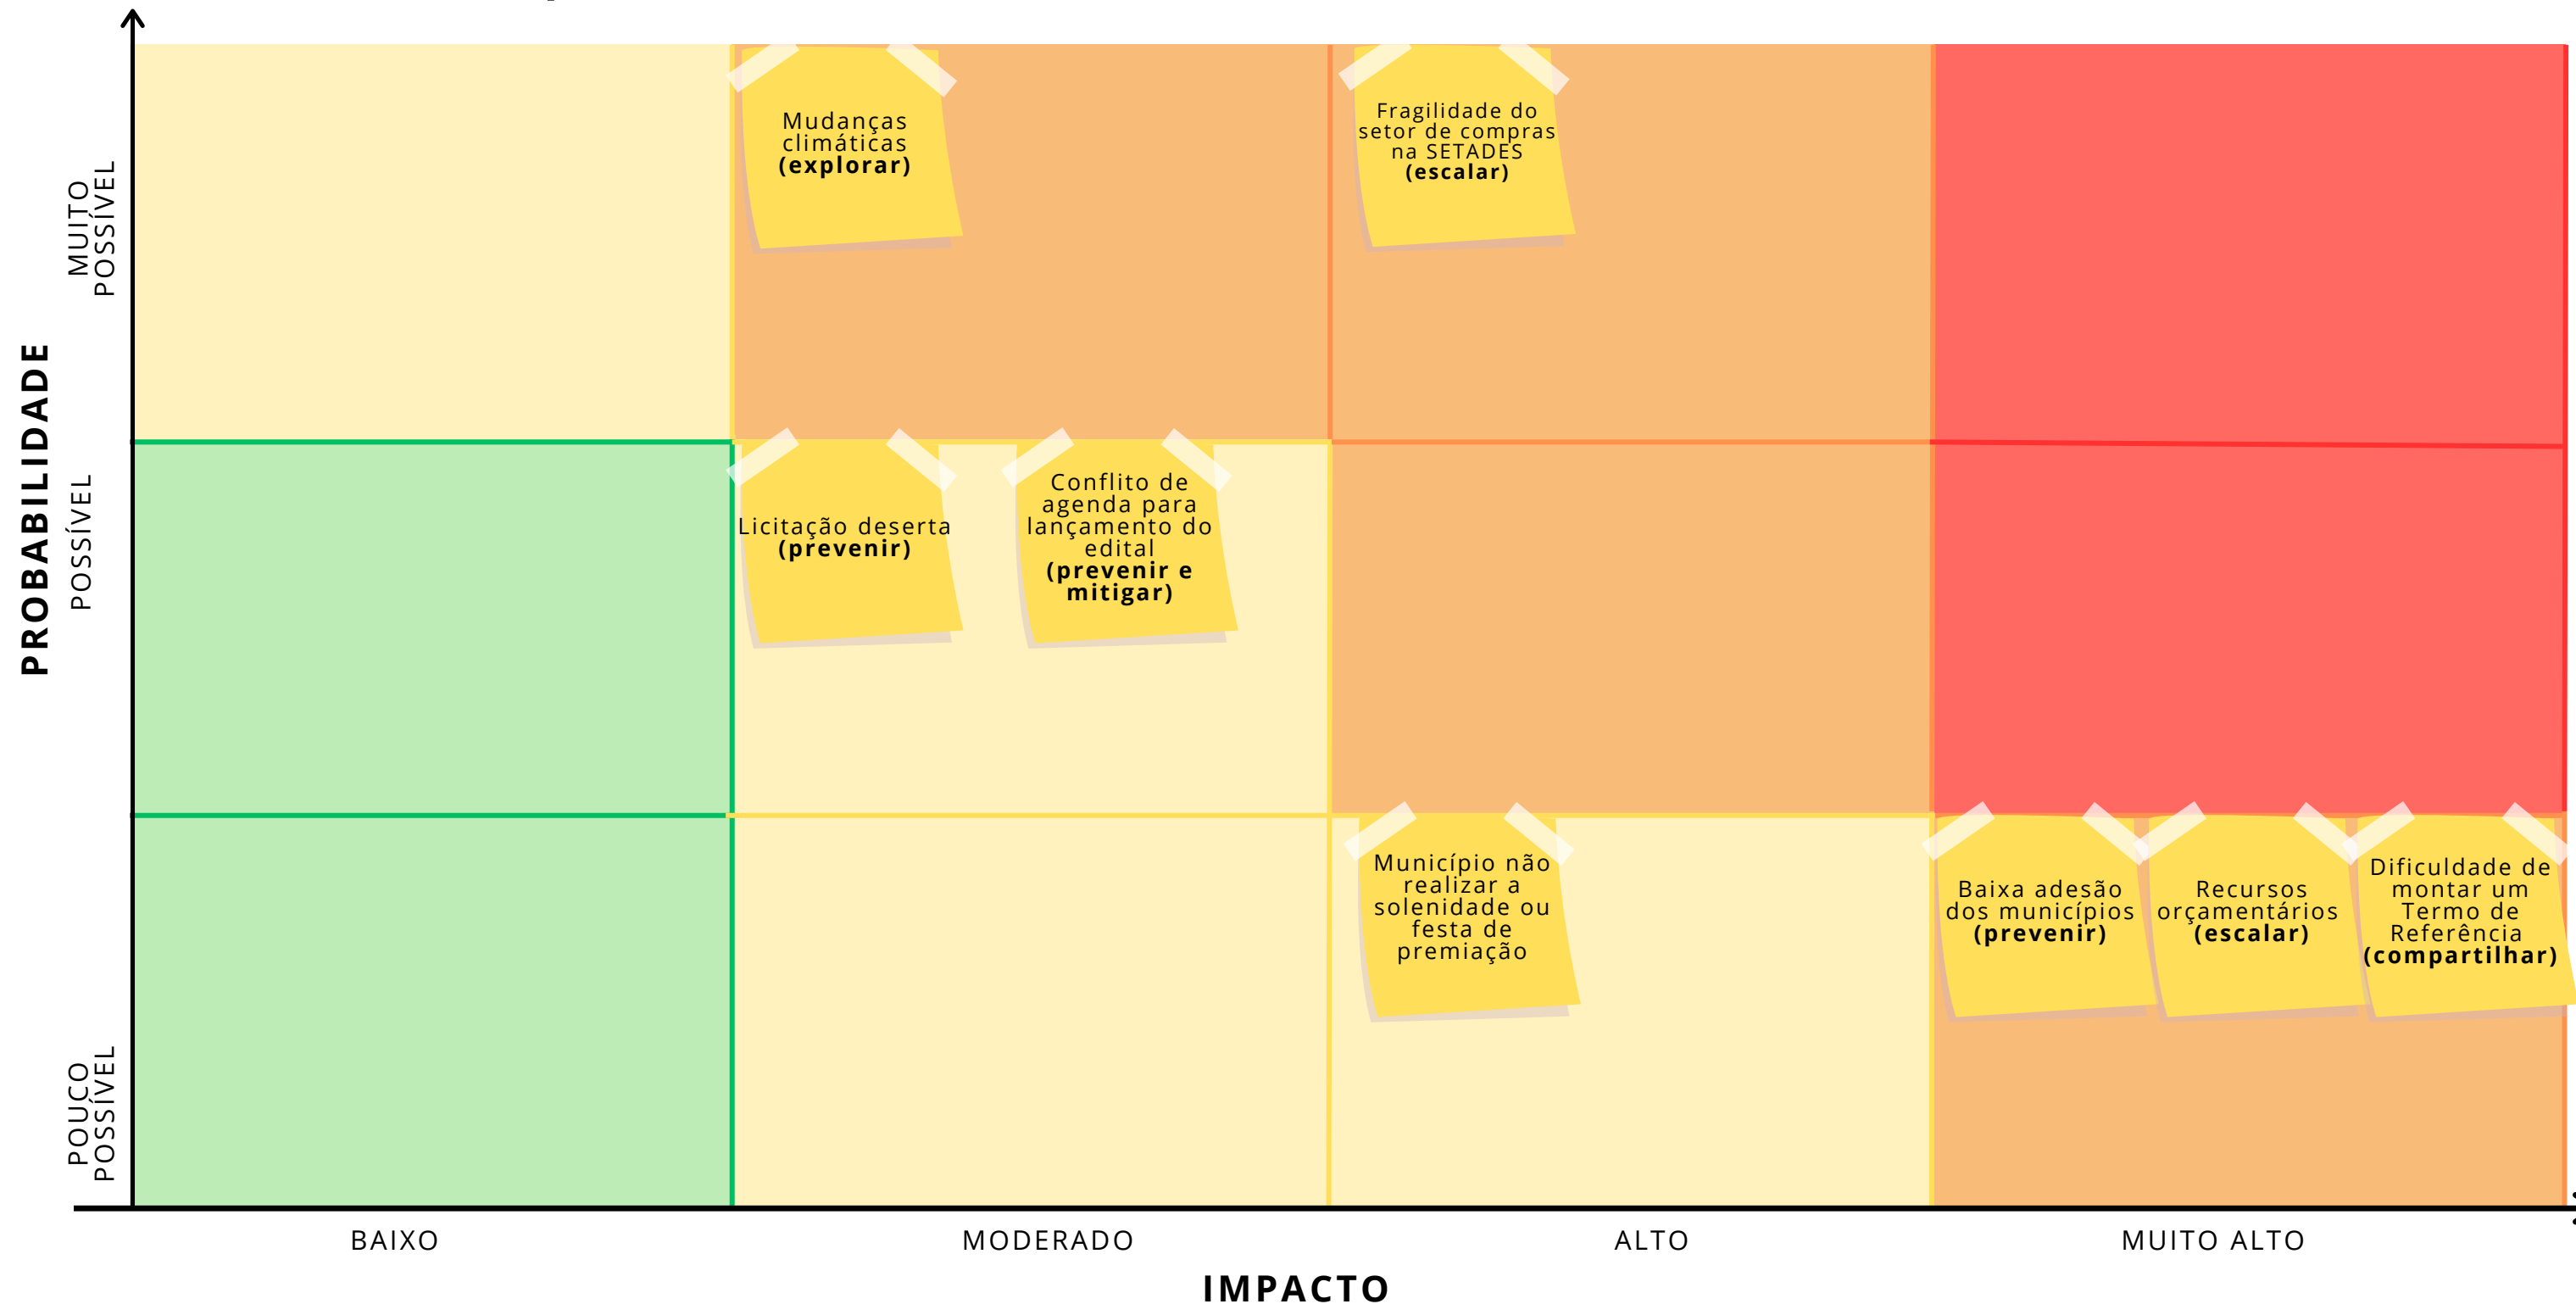 Mudanças
climáticas
(explorar)
Fragilidade do
setor de compras
na SETADES
(escalar)
MUITO
POSSÍVEL
PROBABILIDADE
POSSÍVEL
Licitação deserta
(prevenir)
Conflito de
agenda para
lançamento do
edital
(prevenir e
mitigar)
Município não
realizar a
solenidade ou
festa de
premiação
Baixa adesão
dos municípios
(prevenir)
Recursos
orçamentários
(escalar)
Dificuldade de
montar um
Termo de
Referência
(compartilhar)
POUCO
POSSÍVEL
BAIXO
MODERADO
ALTO
MUITO ALTO
IMPACTO